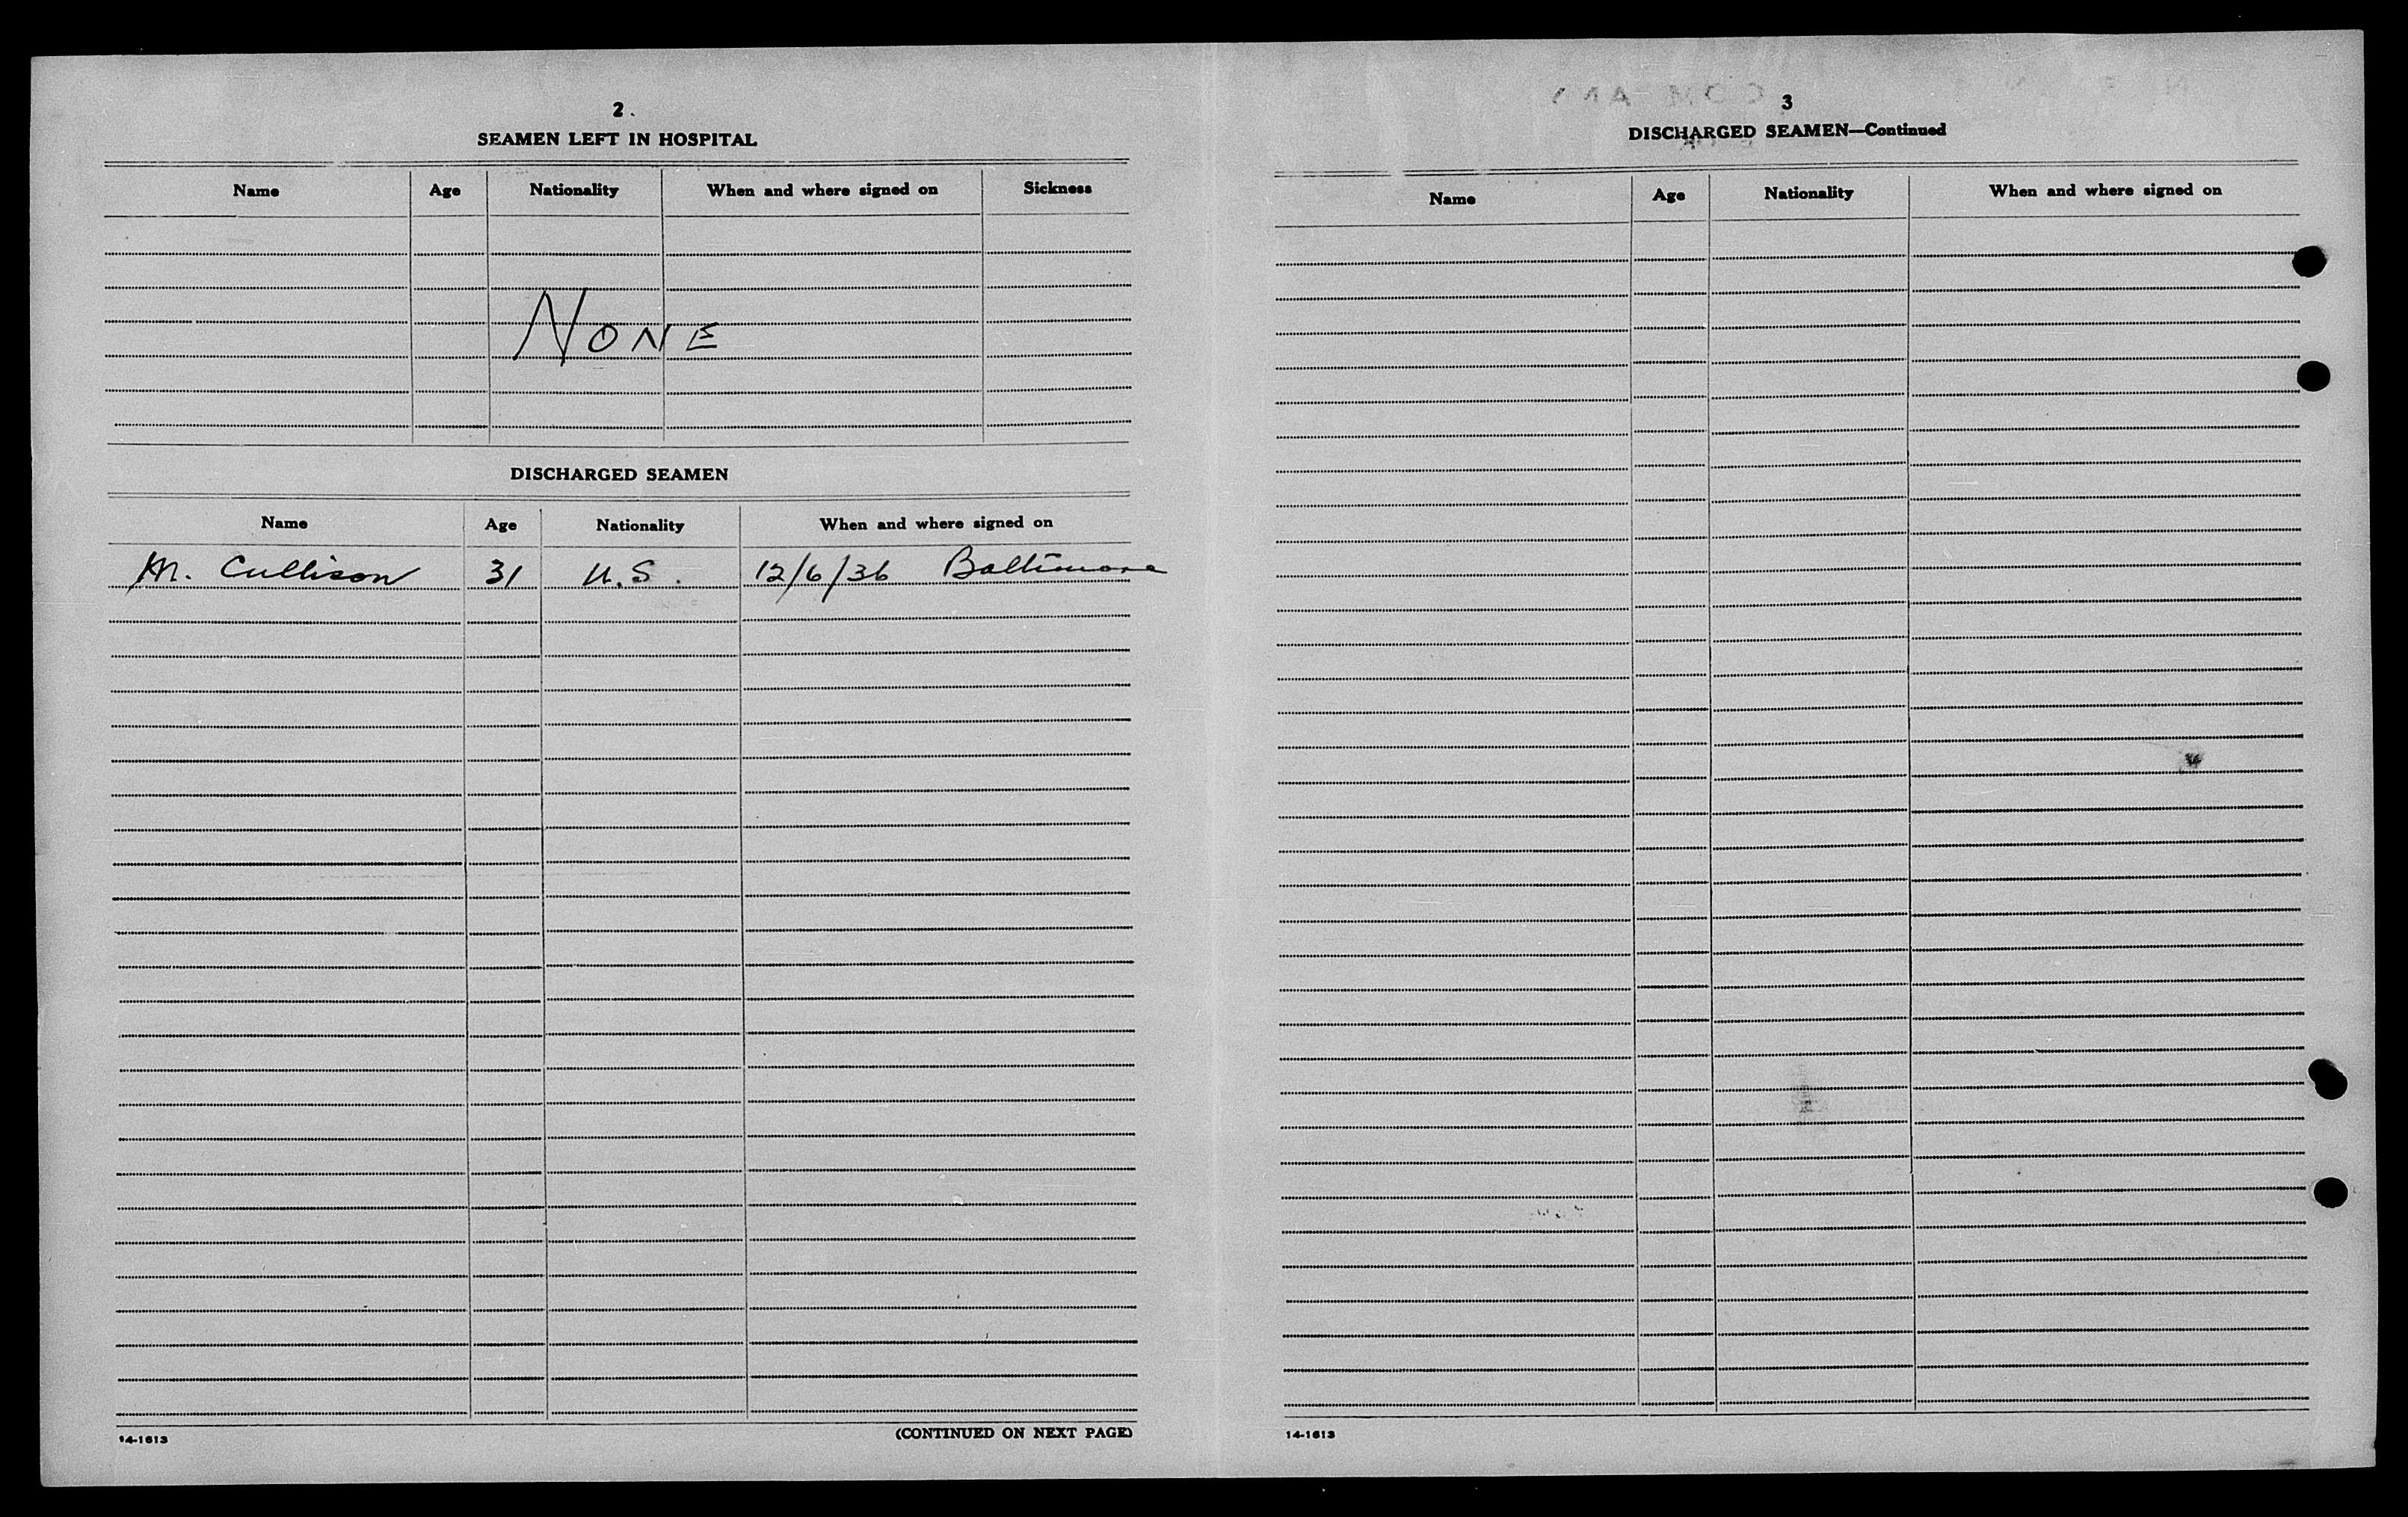 2.
SEAMEN LEFT IN HOSPITAL
Name Age Nationality When and where signed on Sickness
NONE
DISCHARGED SEAMEN
Name Age Nationality When and where signed on
M. Cullison 31 U.S. 12/6/36 Baltimore
14-1613 (CONTINUED ON NEXT PAGE)
3
DISCHARGED SEAMEN—Continued
Name Age Nationality When and where signed on
14-1613